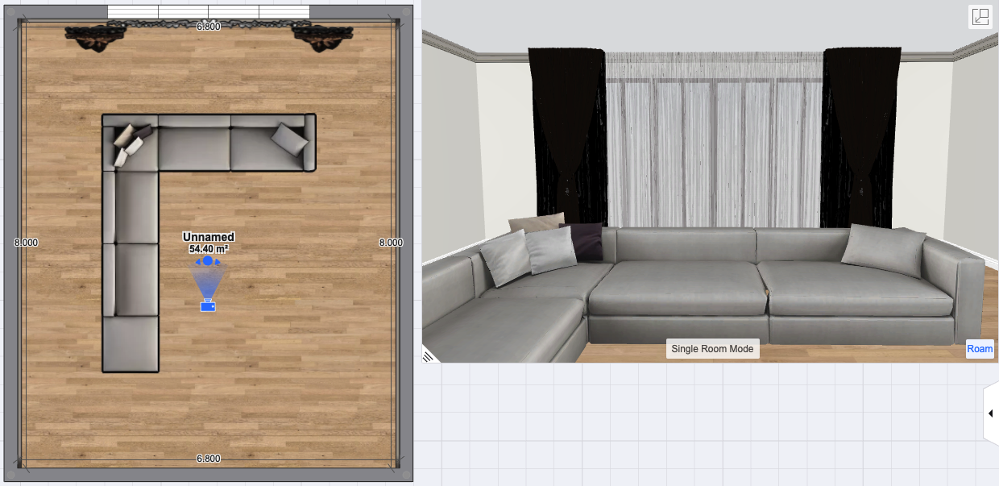 6.800
8.000
Unnamed
54.40 m²
8.000
6.800
Single Room Mode
Roam